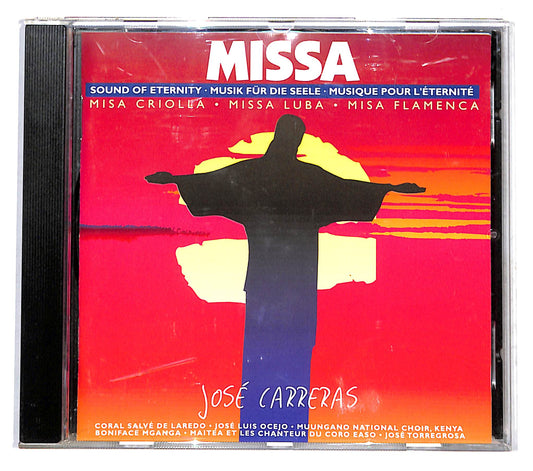 MISSA
SOUND OF ETERNITY · MUSIK FÜR DIE SEELE · MUSIQUE POUR L'ÉTERNITÉ
MISA CRIOLLA • MISSA LUBA • MISA FLAMENCA
JOSÉ CARRERAS
CORAL SALVÉ DE LAREDO • JOSÉ LUIS OCEJO • MUUNGANO NATIONAL CHOIR, KENYA
BONIFACE MGANGA • MAITÉA ET LES CHANTEUR DU CORO EASO • JOSÉ TORREGROSA